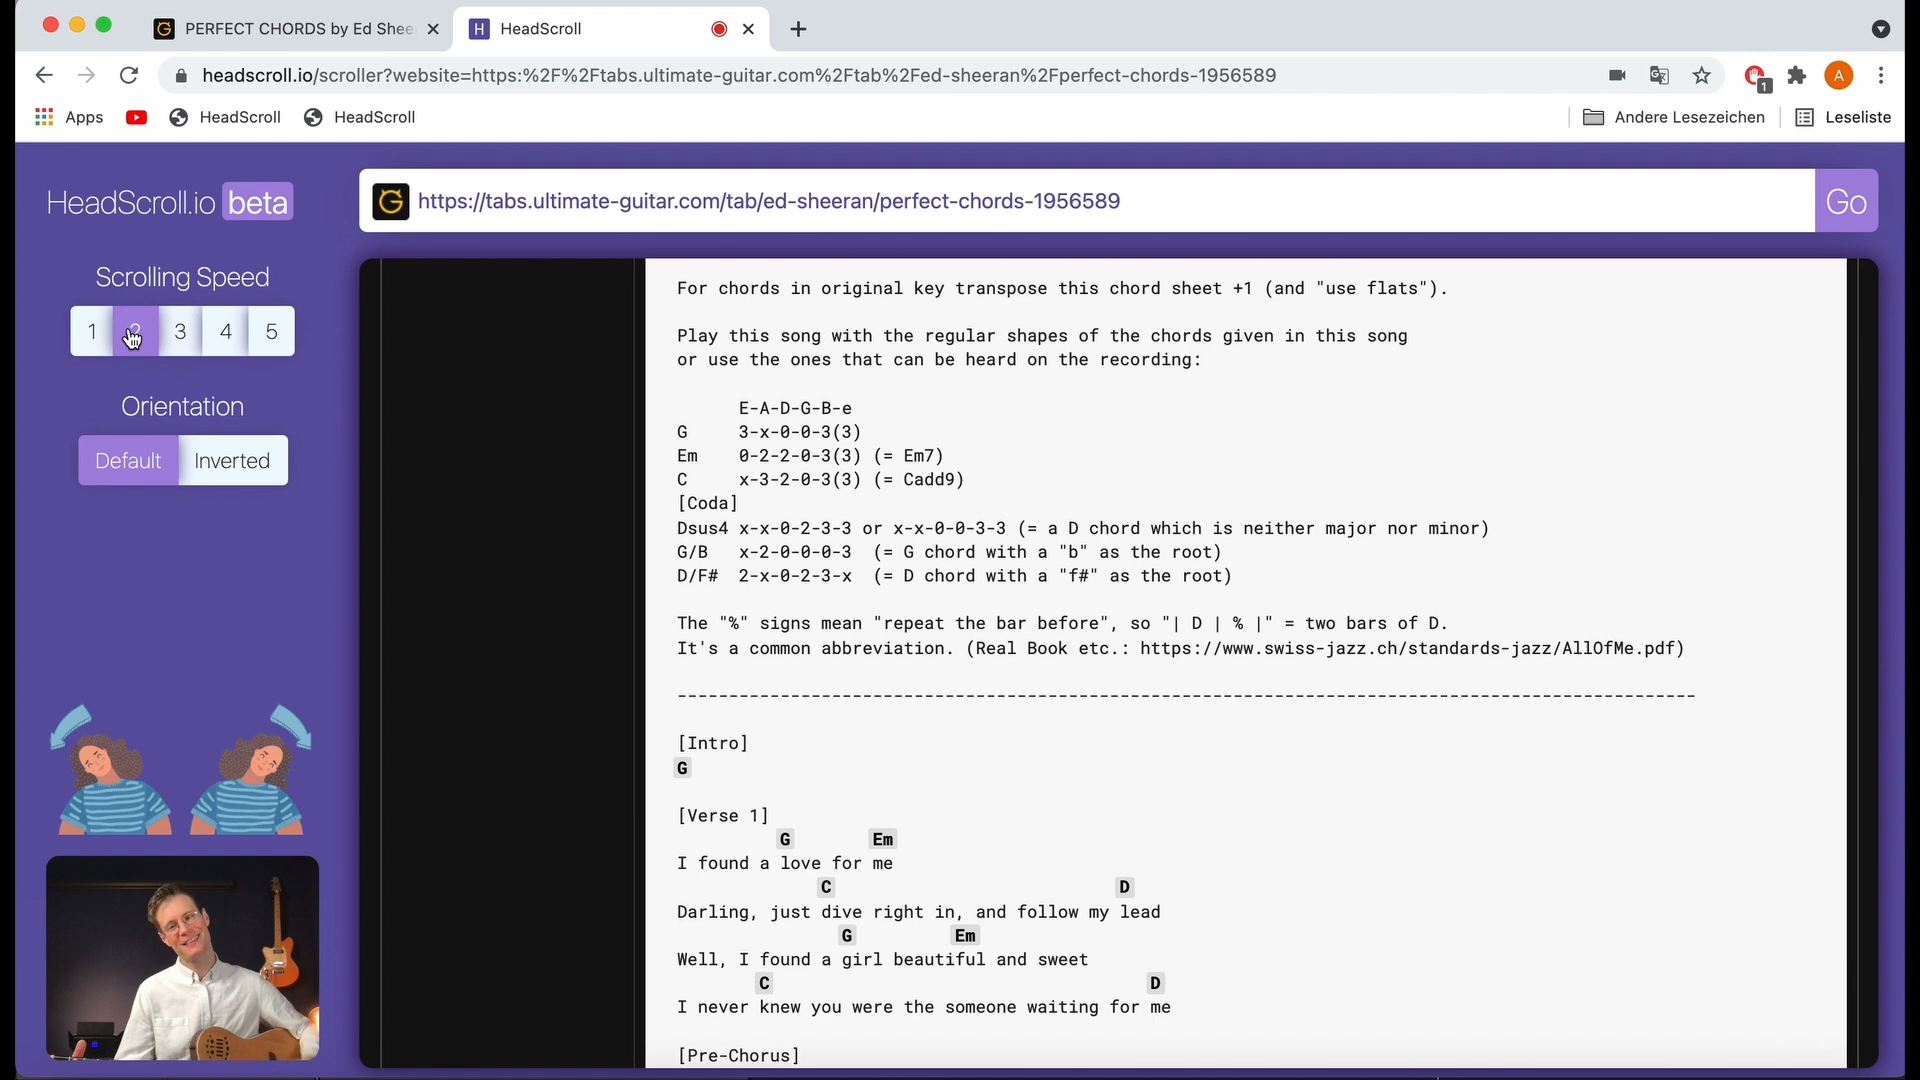 PERFECT CHORDS by Ed Shee
HeadScroll
headscroll.io/scroller?website=https:%2F%2Ftabs.ultimate-guitar.com%2Ftab%2Fed-sheeran%2Fperfect-chords-1956589
1
A
Apps
HeadScroll
HeadScroll
Andere Lesezeichen
Leseliste
HeadScroll.io beta
https://tabs.ultimate-guitar.com/tab/ed-sheeran/perfect-chords-1956589
Go
Scrolling Speed
1 2 3 4 5
Orientation
Default Inverted
For chords in original key transpose this chord sheet +1 (and "use flats").
Play this song with the regular shapes of the chords given in this song
or use the ones that can be heard on the recording:
E-A-D-G-B-e
G 3-x-0-0-3(3)
Em 0-2-2-0-3(3) (= Em7)
C x-3-2-0-3(3) (= Cadd9)
[Coda]
Dsus4 x-x-0-2-3-3 or x-x-0-0-3-3 (= a D chord which is neither major nor minor)
G/B x-2-0-0-0-3 (= G chord with a "b" as the root)
D/F# 2-x-0-2-3-x (= D chord with a "f#" as the root)
The "%" signs mean "repeat the bar before", so "| D | % |" = two bars of D.
It's a common abbreviation. (Real Book etc.: https://www.swiss-jazz.ch/standards-jazz/AllOfMe.pdf)
---------------------------------------------------------------------------------------------------
[Intro]
G
[Verse 1]
G Em
I found a love for me
C D
Darling, just dive right in, and follow my lead
G Em
Well, I found a girl beautiful and sweet
C D
I never knew you were the someone waiting for me
[Pre-Chorus]